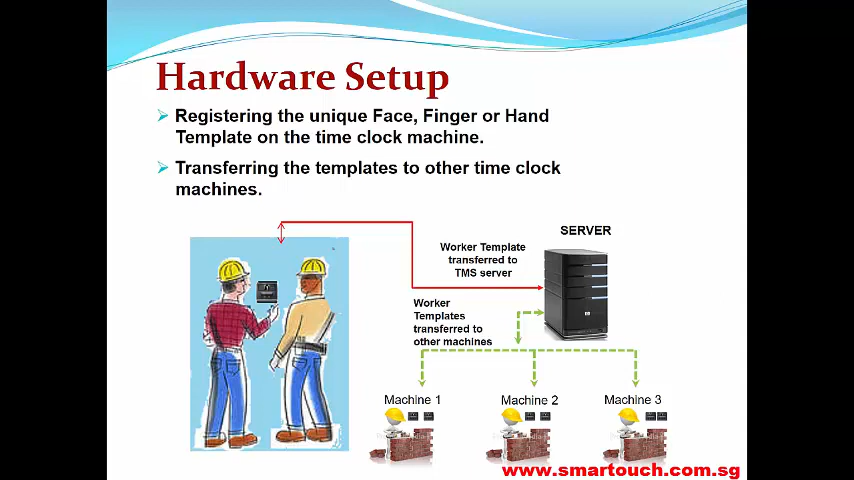 Hardware Setup
Registering the unique Face, Finger or Hand
Template on the time clock machine.
Transferring the templates to other time clock
machines.
SERVER
Worker Template
transferred to
TMS server
Worker
Templates
transferred to
other machines
Machine 1
Machine 2
Machine 3
www.smartouch.com.sg